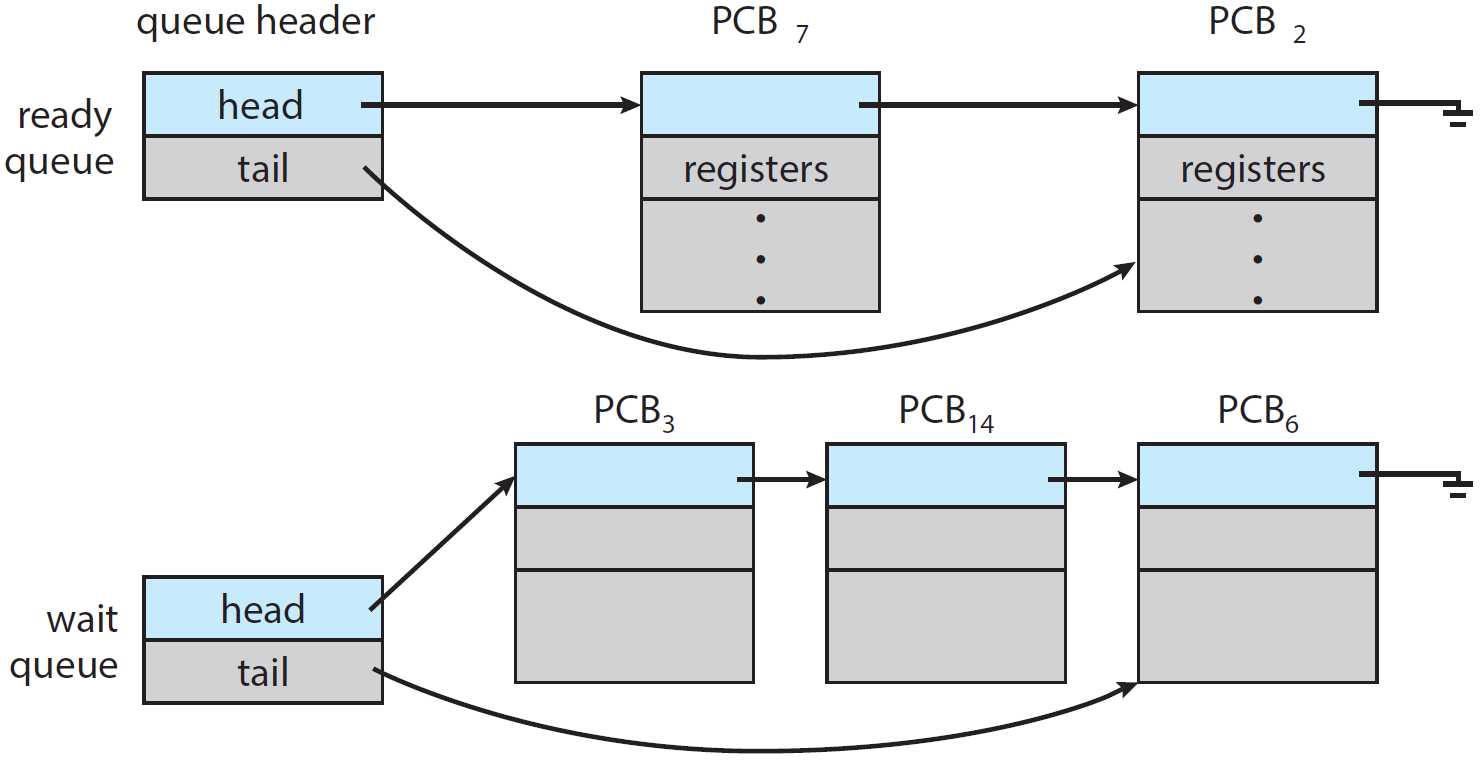 queue header
PCB 7
PCB 2
ready
queue
head
tail
registers
registers
PCB3
PCB14
PCB6
wait
queue
head
tail